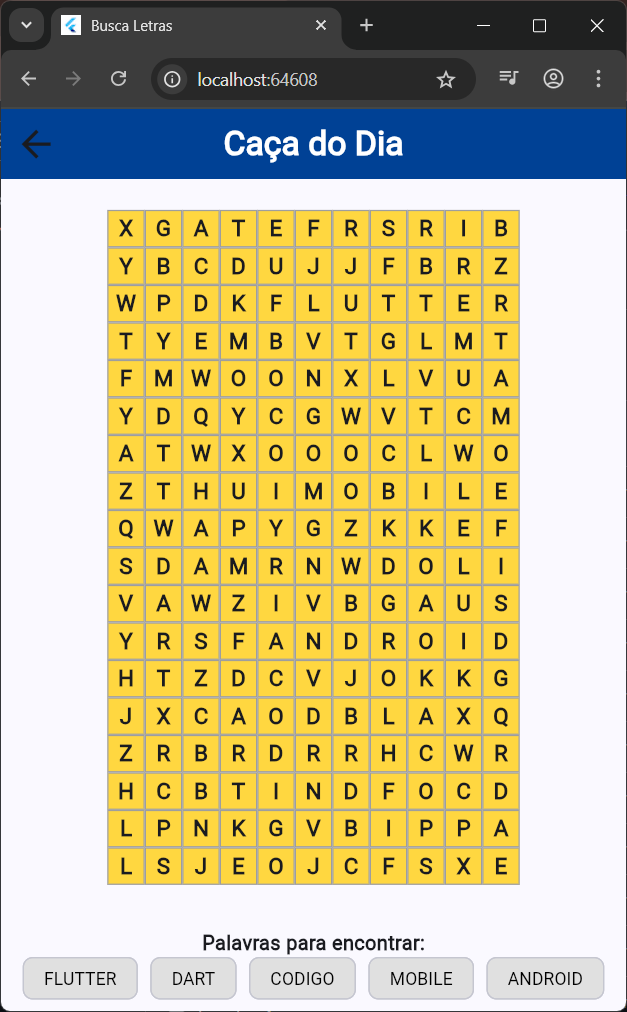 Busca Letras
localhost:64608
Caça do Dia
X G A T E F R S R I B
Y B C D U J J F B R Z
W P D K F L U T T E R
T Y E M B V T G L M T
F M W O O N X L V U A
Y D Q Y C G W V T C M
A T W X O O O C L W O
Z T H U I M O B I L E
Q W A P Y G Z K K E F
S D A M R N W D O L I
V A W Z I V B G A U S
Y R S F A N D R O I D
H T Z D C V J O K K G
J X C A O D B L A X Q
Z R B R D R R H C W R
H C B T I N D F O C D
L P N K G V B I P P A
L S J E O J C F S X E
Palavras para encontrar:
FLUTTER DART CODIGO MOBILE ANDROID